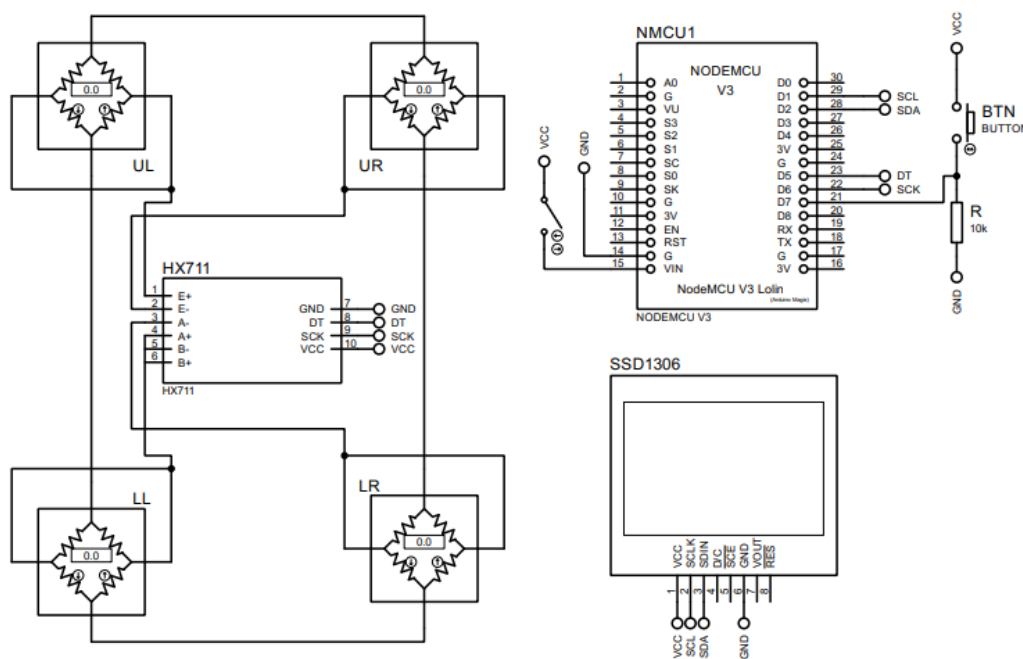 0.0
UL
0.0
UR
HX711
1 E+
2 E-
3 A-
4 A+
5 B-
6 B+
GND 7 GND
DT 8 DT
SCK 9 SCK
VCC 10 VCC
HX711
LL
0.0
LR
0.0
NMCU1
NODEMCU
V3
1 A0
2 G
3 VU
4 S3
5 S2
6 S1
7 SC
8 S0
9 SK
10 G
11 3V
12 EN
13 RST
14 G
15 VIN
D0 30
D1 29 SCL
D2 28 SDA
D3 27
D4 26
3V 25
G 24
D5 23 DT
D6 22 SCK
D7 21
D8 20
RX 19
TX 18
G 17
3V 16
NodeMCU V3 Lolin
(Arduino Magix)
NODEMCU V3
VCC
GND
VCC
BTN
BUTTON
R
10k
GND
SSD1306
VCC
SCLK
SDIN
D/C
SCE
GND
VOUT
RES
1
2
3
4
5
6
7
8
VCC
SCL
SDA
GND